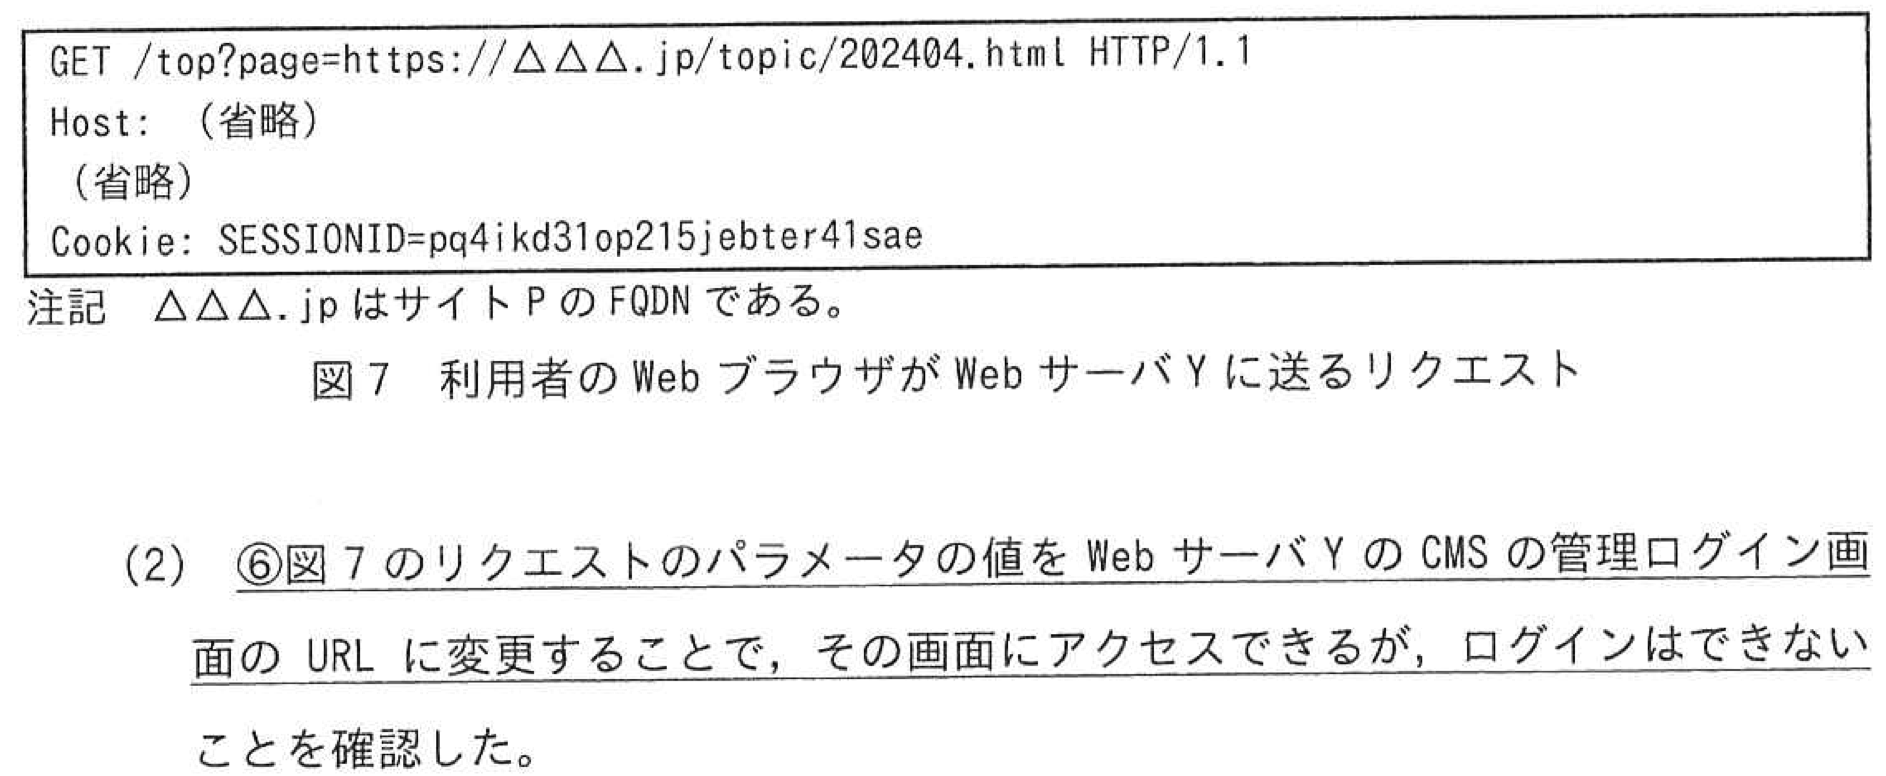 GET /top?page=https://△△△.jp/topic/202404.html HTTP/1.1
Host: （省略）
（省略）
Cookie: SESSIONID=pq4ikd31op215jebter41sae
注記　△△△.jp はサイト P の FQDN である。
図 7　利用者の Web ブラウザが Web サーバ Y に送るリクエスト
(2)　⑥図 7 のリクエストのパラメータの値を Web サーバ Y の CMS の管理ログイン画
面の URL に変更することで，その画面にアクセスできるが，ログインはできない
ことを確認した。